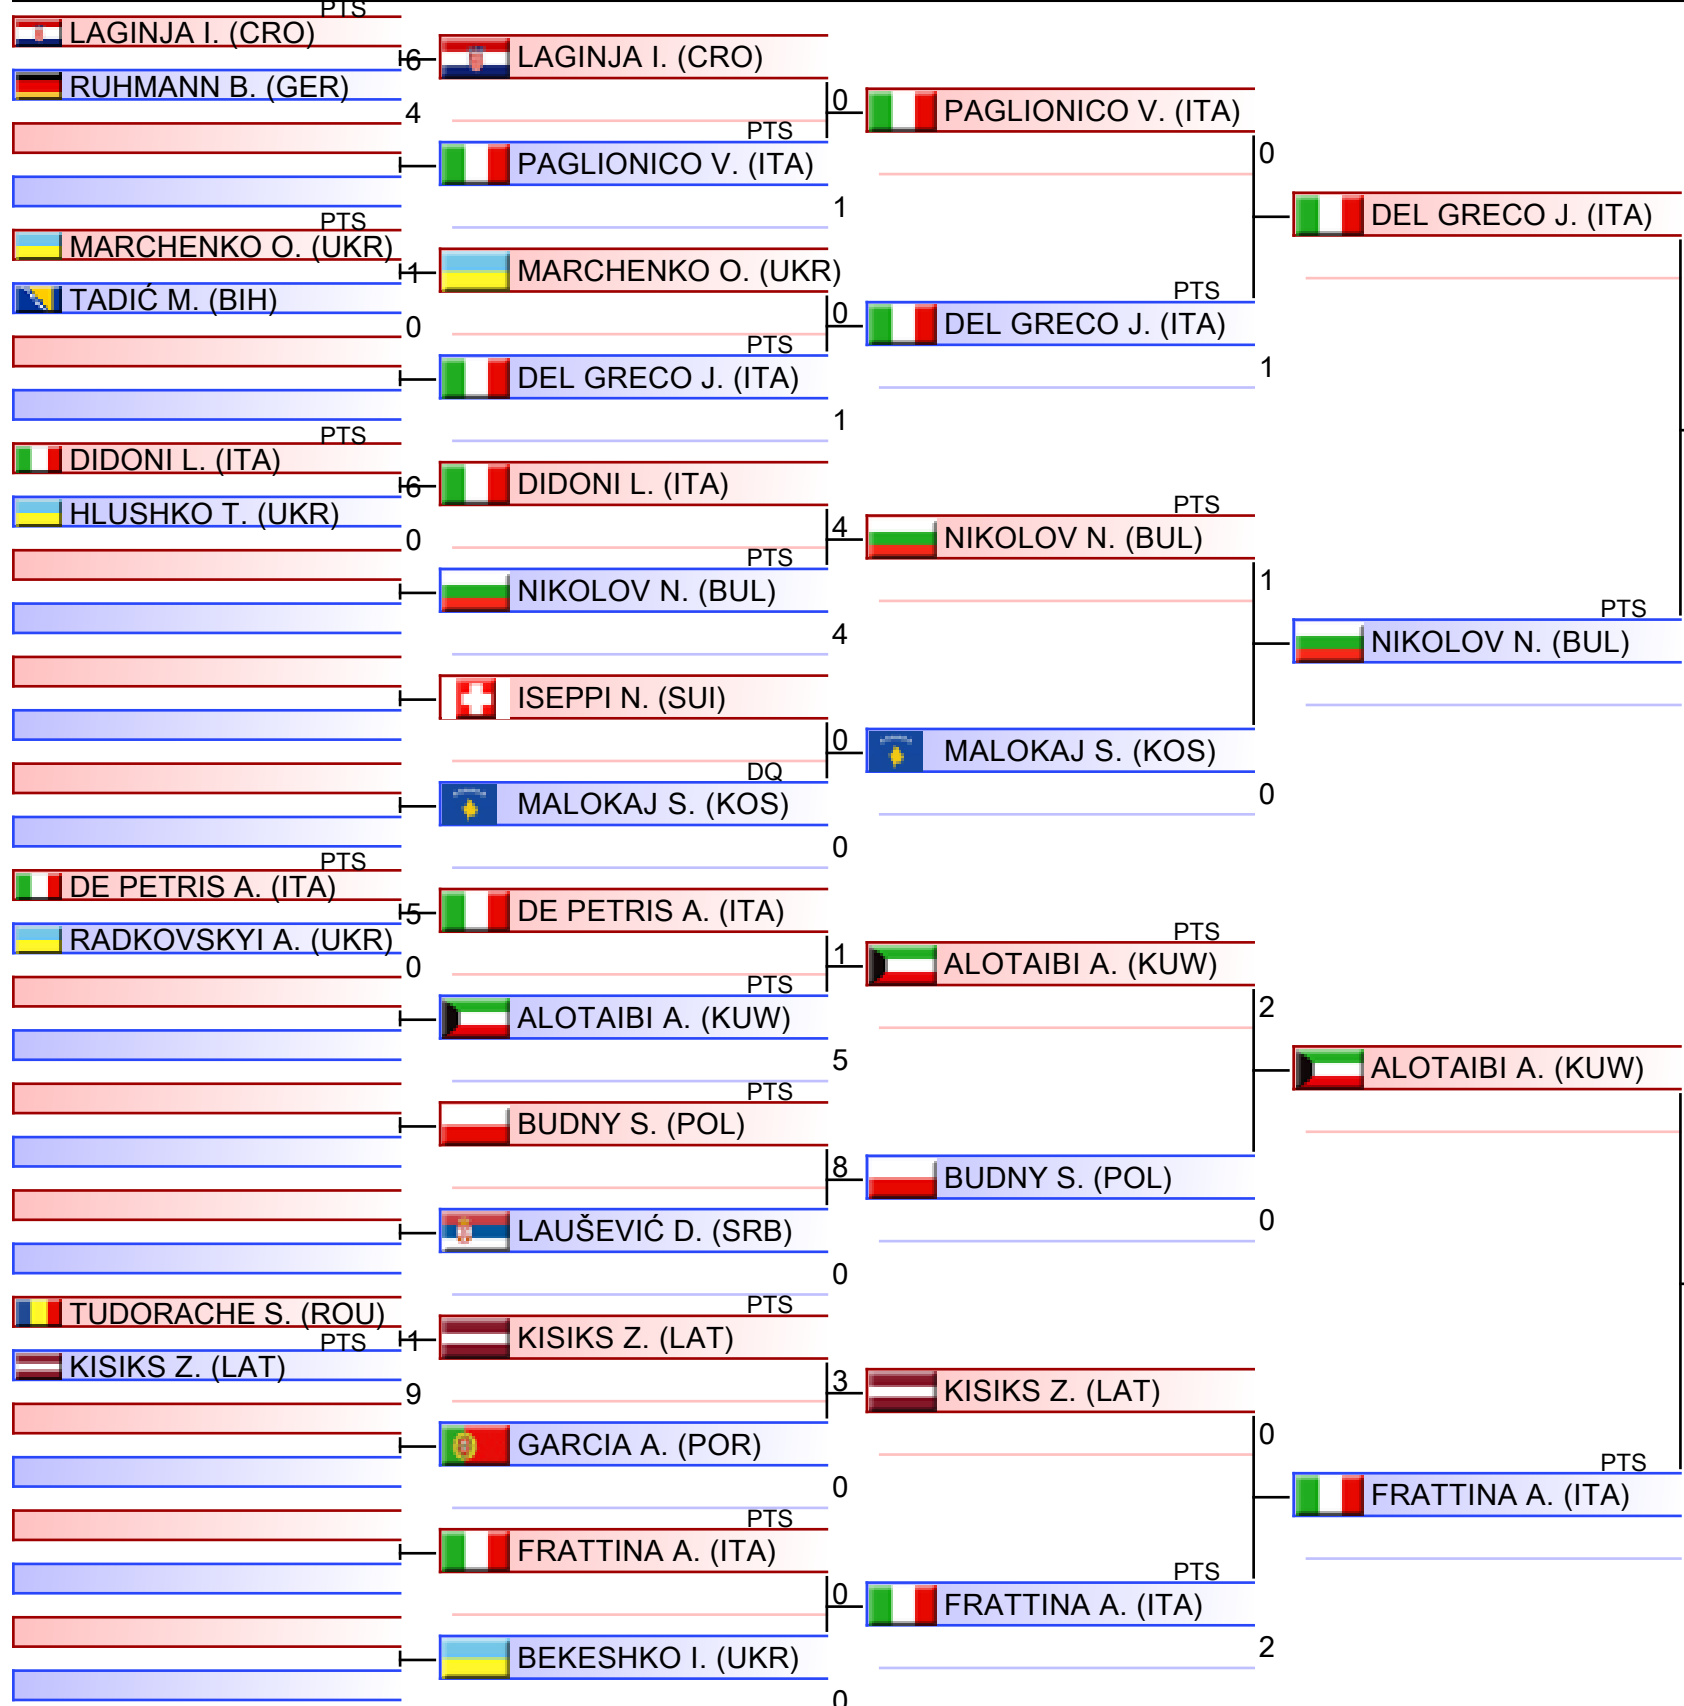 PTS
LAGINJA I. (CRO)
6
RUHMANN B. (GER)
4
PTS
MARCHENKO O. (UKR)
1
TADIĆ M. (BIH)
0
PTS
DIDONI L. (ITA)
6
HLUSHKO T. (UKR)
0
PTS
DE PETRIS A. (ITA)
5
RADKOVSKYI A. (UKR)
0
TUDORACHE S. (ROU)
PTS
1
KISIKS Z. (LAT)
9
LAGINJA I. (CRO)
0
PTS
PAGLIONICO V. (ITA)
1
MARCHENKO O. (UKR)
0
PTS
DEL GRECO J. (ITA)
1
DIDONI L. (ITA)
4
PTS
NIKOLOV N. (BUL)
4
ISEPPI N. (SUI)
0
DQ
MALOKAJ S. (KOS)
0
DE PETRIS A. (ITA)
1
PTS
ALOTAIBI A. (KUW)
5
PTS
BUDNY S. (POL)
8
LAUŠEVIĆ D. (SRB)
0
PTS
KISIKS Z. (LAT)
3
GARCIA A. (POR)
0
PTS
FRATTINA A. (ITA)
0
BEKESHKO I. (UKR)
0
PAGLIONICO V. (ITA)
0
PTS
DEL GRECO J. (ITA)
1
PTS
NIKOLOV N. (BUL)
1
MALOKAJ S. (KOS)
0
PTS
ALOTAIBI A. (KUW)
2
BUDNY S. (POL)
0
KISIKS Z. (LAT)
0
PTS
FRATTINA A. (ITA)
2
DEL GRECO J. (ITA)
PTS
NIKOLOV N. (BUL)
ALOTAIBI A. (KUW)
PTS
FRATTINA A. (ITA)